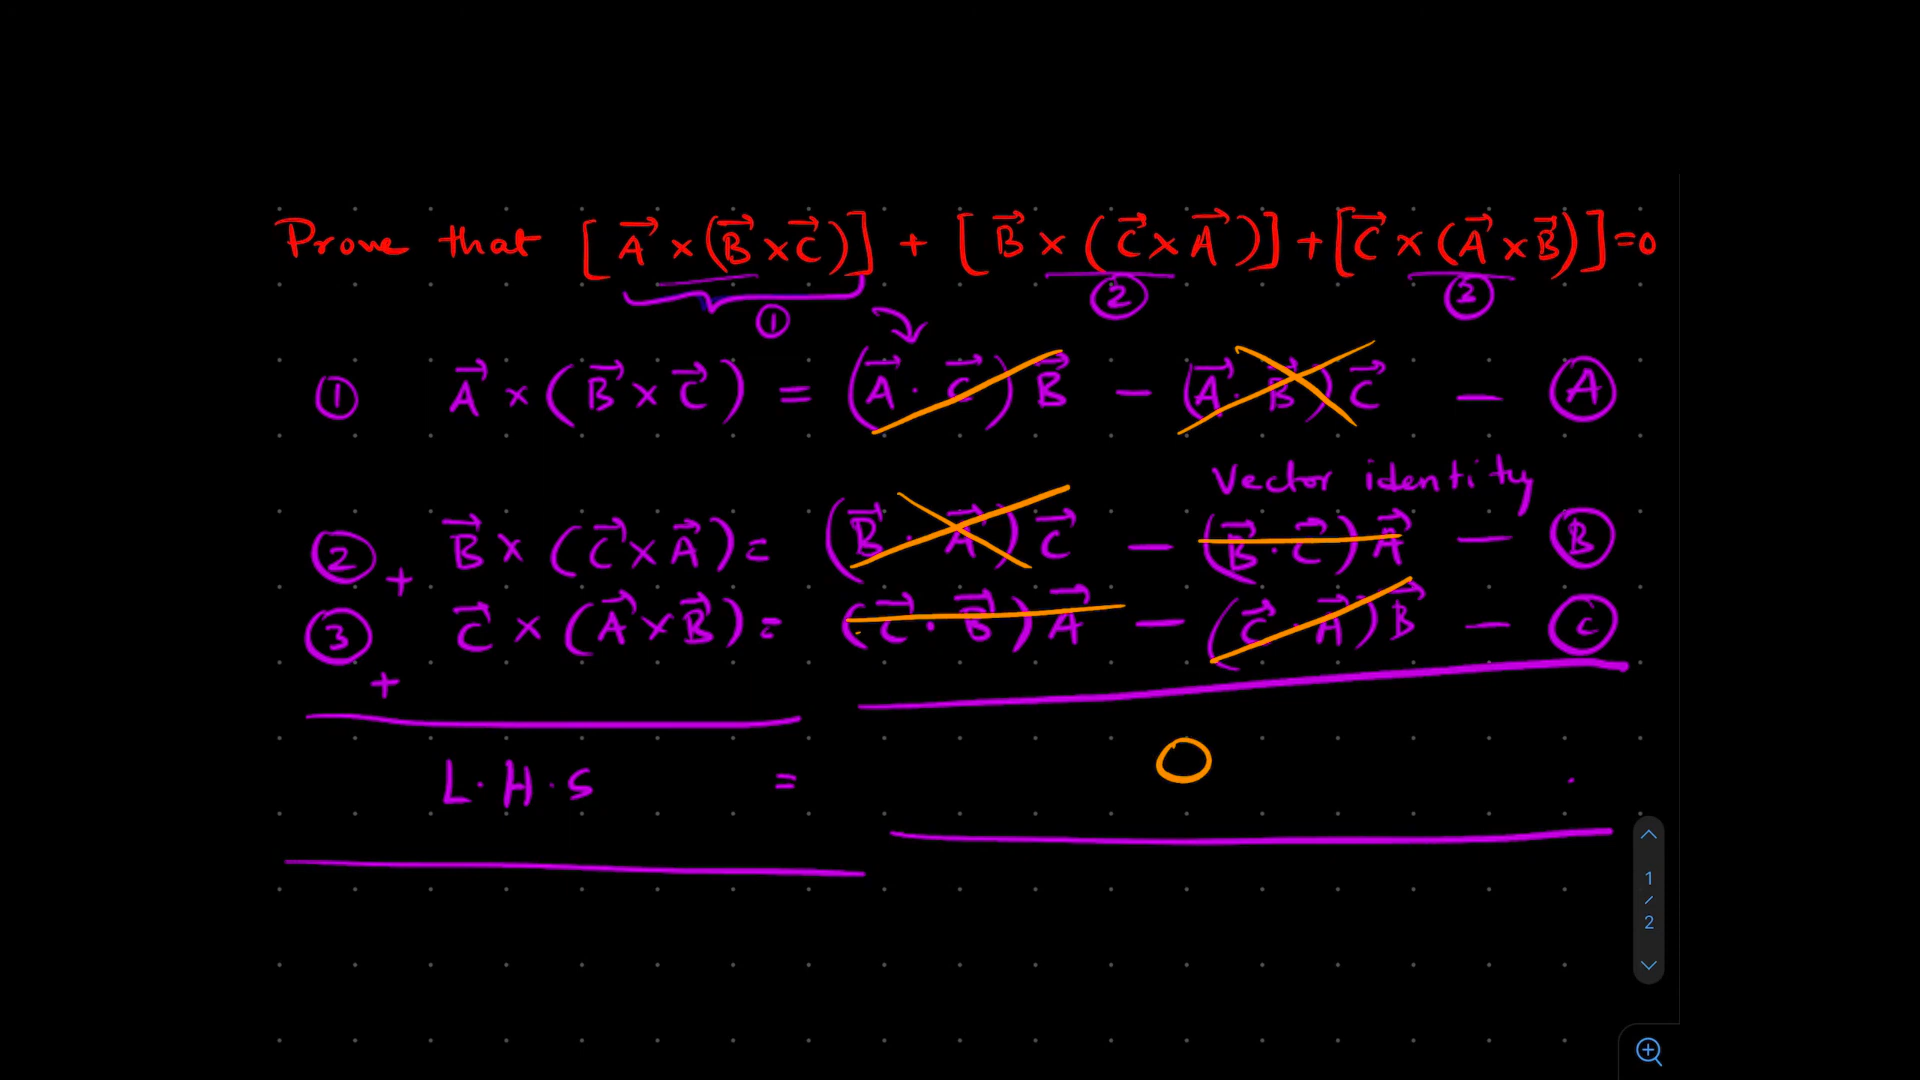 Prove that [A⃗ × (B⃗ × C⃗)] + [B⃗ × (C⃗ × A⃗)] + [C⃗ × (A⃗ × B⃗)] = 0
① ② ③
① A⃗ × (B⃗ × C⃗) = (A⃗ · C⃗) B⃗ − (A⃗ · B⃗) C⃗ − Ⓐ
Vector identity
② + B⃗ × (C⃗ × A⃗) = (B⃗ · A⃗) C⃗ − (B⃗ · C⃗) A⃗ − Ⓑ
③ C⃗ × (A⃗ × B⃗) = (C⃗ · B⃗) A⃗ − (C⃗ · A⃗) B⃗ − Ⓒ
+
L.H.S = 0
1
/
2